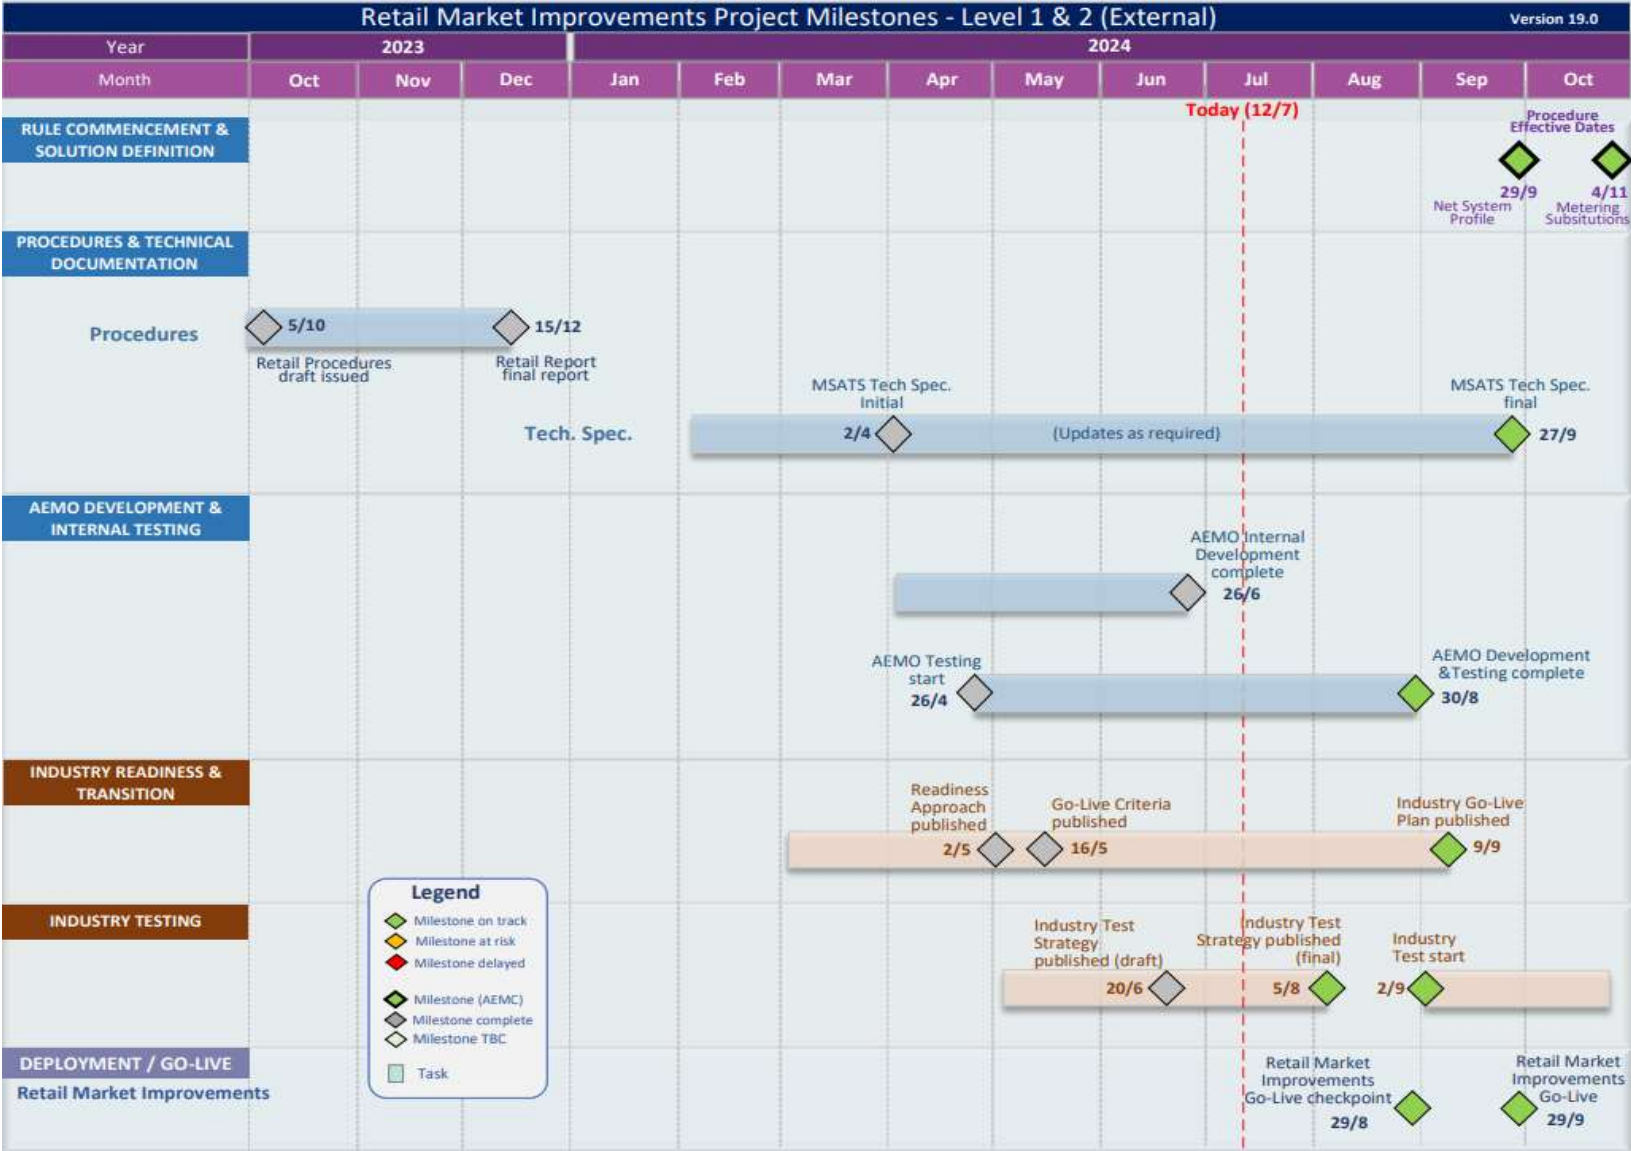 Retail Market Improvements Project Milestones - Level 1 & 2 (External)
Version 19.0
Year
2023
2024
Month
Oct
Nov
Dec
Jan
Feb
Mar
Apr
May
Jun
Jul
Aug
Sep
Oct
Today (12/7)
RULE COMMENCEMENT &
SOLUTION DEFINITION
Procedure
Effective Dates
29/9
Net System
Profile
4/11
Metering
Subsitutions
PROCEDURES & TECHNICAL
DOCUMENTATION
Procedures
5/10
Retail Procedures
draft issued
15/12
Retail Report
final report
Tech. Spec.
MSATS Tech Spec.
Initial
2/4
(Updates as required)
MSATS Tech Spec.
final
27/9
AEMO DEVELOPMENT &
INTERNAL TESTING
AEMO Internal
Development
complete
26/6
AEMO Testing
start
26/4
AEMO Development
&Testing complete
30/8
INDUSTRY READINESS &
TRANSITION
Readiness
Approach
published
2/5
Go-Live Criteria
published
16/5
Industry Go-Live
Plan published
9/9
INDUSTRY TESTING
Industry Test
Strategy
published (draft)
20/6
Industry Test
Strategy published
(final)
5/8
Industry
Test start
2/9
Legend
Milestone on track
Milestone at risk
Milestone delayed
Milestone (AEMC)
Milestone complete
Milestone TBC
Task
DEPLOYMENT / GO-LIVE
Retail Market Improvements
Retail Market
Improvements
Go-Live checkpoint
29/8
Retail Market
Improvements
Go-Live
29/9